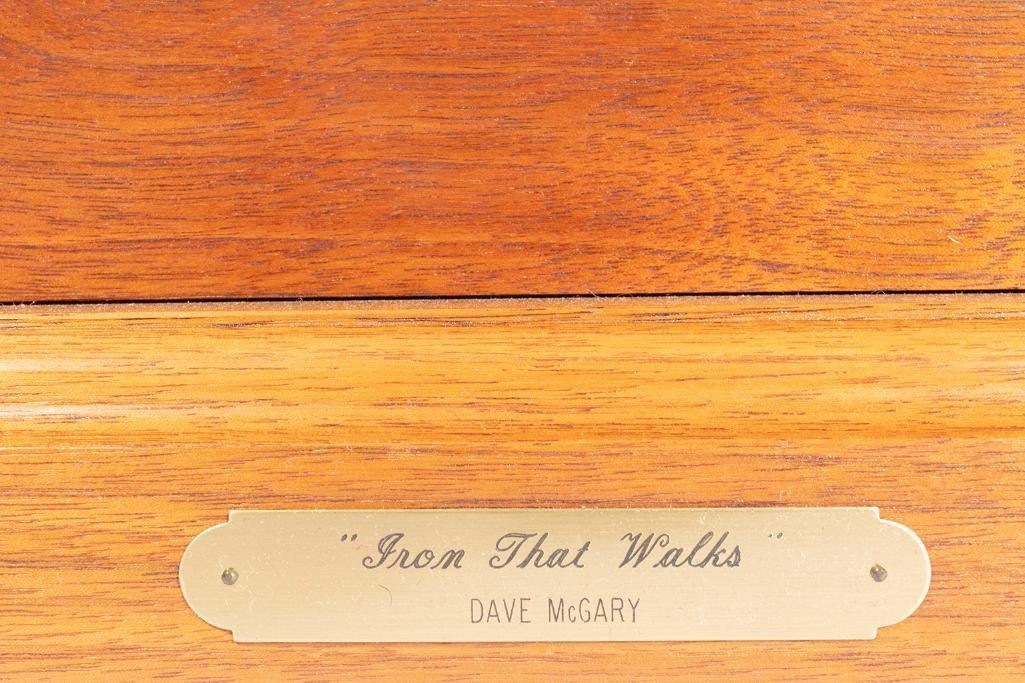 "Iron That Walks"
DAVE McGARY